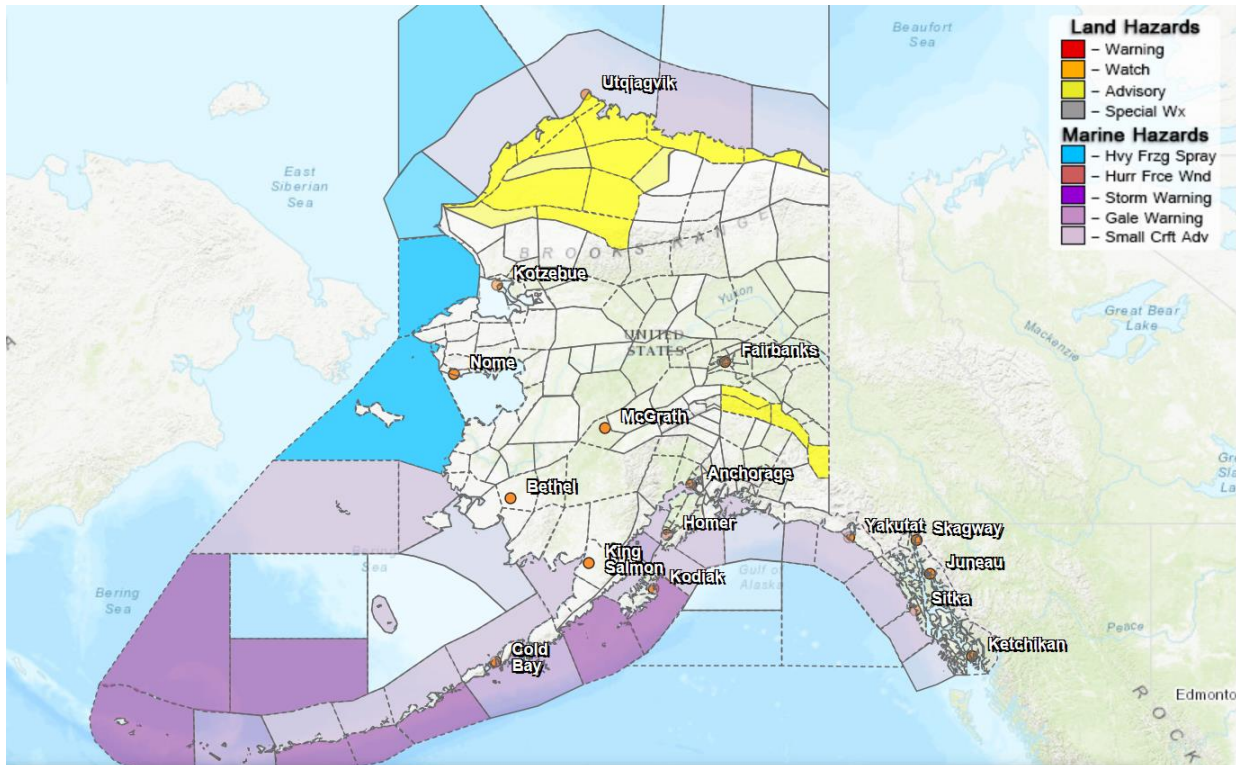 Beaufort
Sea
Land Hazards
– Warning
– Watch
– Advisory
– Special Wx
Marine Hazards
– Hvy Frzg Spray
– Hurr Frce Wnd
– Storm Warning
– Gale Warning
– Small Crft Adv
Utqiagvik
East
Siberian
Sea
BROOKS RANGE
Kotzebue
Yukon
Great Bear
Lake
Mackenzie
UNITED
STATES
Fairbanks
Nome
McGrath
Anchorage
Bethel
Homer
Yakutat
Skagway
King
Salmon
Kodiak
Juneau
Gulf of
Alaska
Bering
Sea
Bering
Sea
Sitka
Peace
Ketchikan
Cold
Bay
Edmonto
ROCK